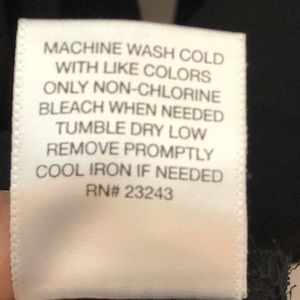 MACHINE WASH COLD
WITH LIKE COLORS
ONLY NON-CHLORINE
BLEACH WHEN NEEDED
TUMBLE DRY LOW
REMOVE PROMPTLY
COOL IRON IF NEEDED
RN# 23243